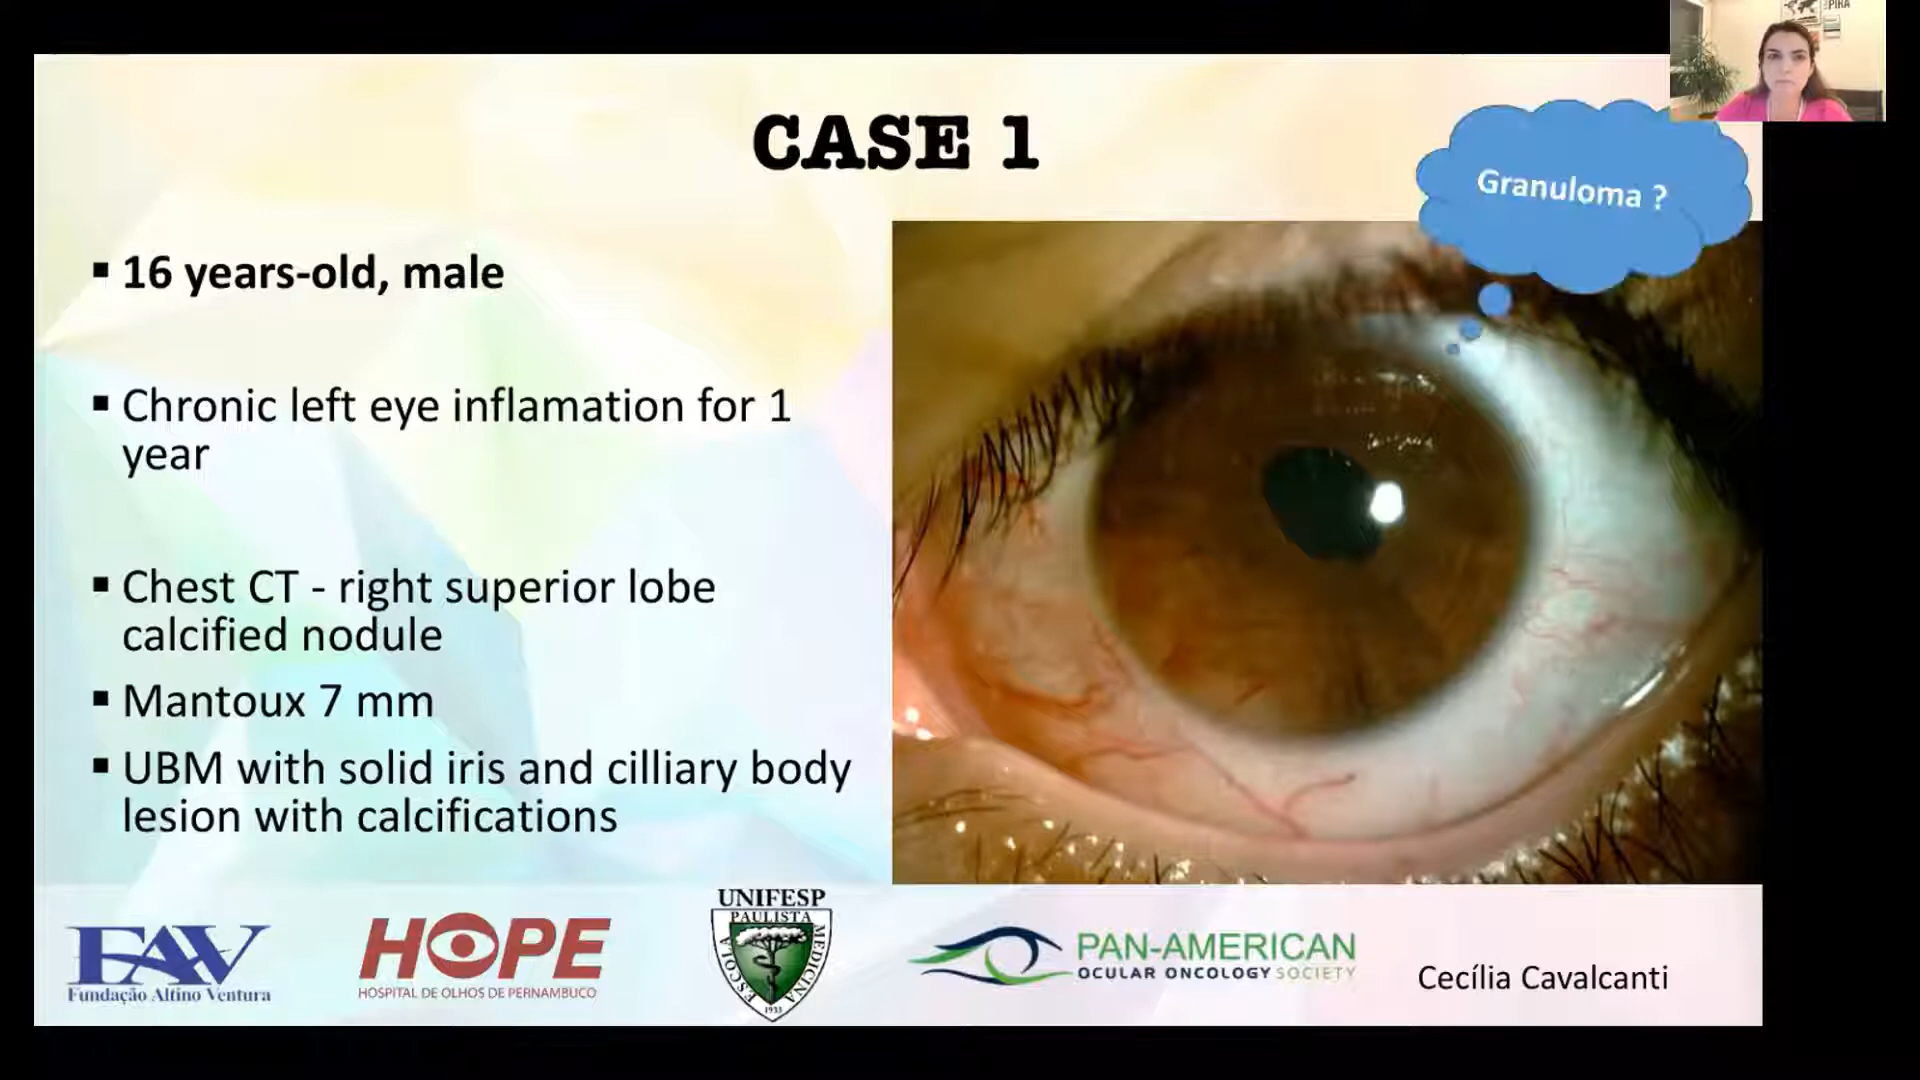 PIRA
CASE 1
Granuloma ?
▪ 16 years-old, male
▪ Chronic left eye inflamation for 1
year
▪ Chest CT - right superior lobe
calcified nodule
▪ Mantoux 7 mm
▪ UBM with solid iris and cilliary body
lesion with calcifications
FAV
Fundação Altino Ventura
HOPE
HOSPITAL DE OLHOS DE PERNAMBUCO
UNIFESP
PAULISTA
ESCOLA
MEDICINA
1933
PAN-AMERICAN
OCULAR ONCOLOGY SOCIETY
Cecília Cavalcanti